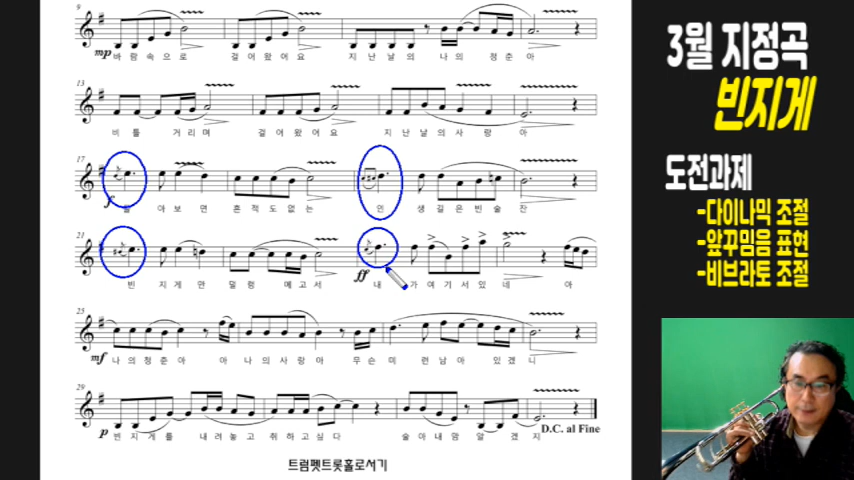 9
mp
바람속으로 걸어왔어요 지난날의 나의 청춘아
13
비틀 거리며 걸어왔어요 지난날의사랑아
17
f
돌아보면 흔적도없는 인생길은빈술잔
21
ff
빈지게만 덜렁메고서 내가여기서있네 아
25
mf
나의청춘아 아 나의사랑아 무슨미련남아 있겠니
29
p
빈지게를 내려놓고 취하고싶다 술아내맘알겠지
D.C. al Fine
트럼펫트롯홀로서기
3월 지정곡
빈지게
도전과제
-다이나믹 조절
-앞꾸밈음 표현
-비브라토 조절